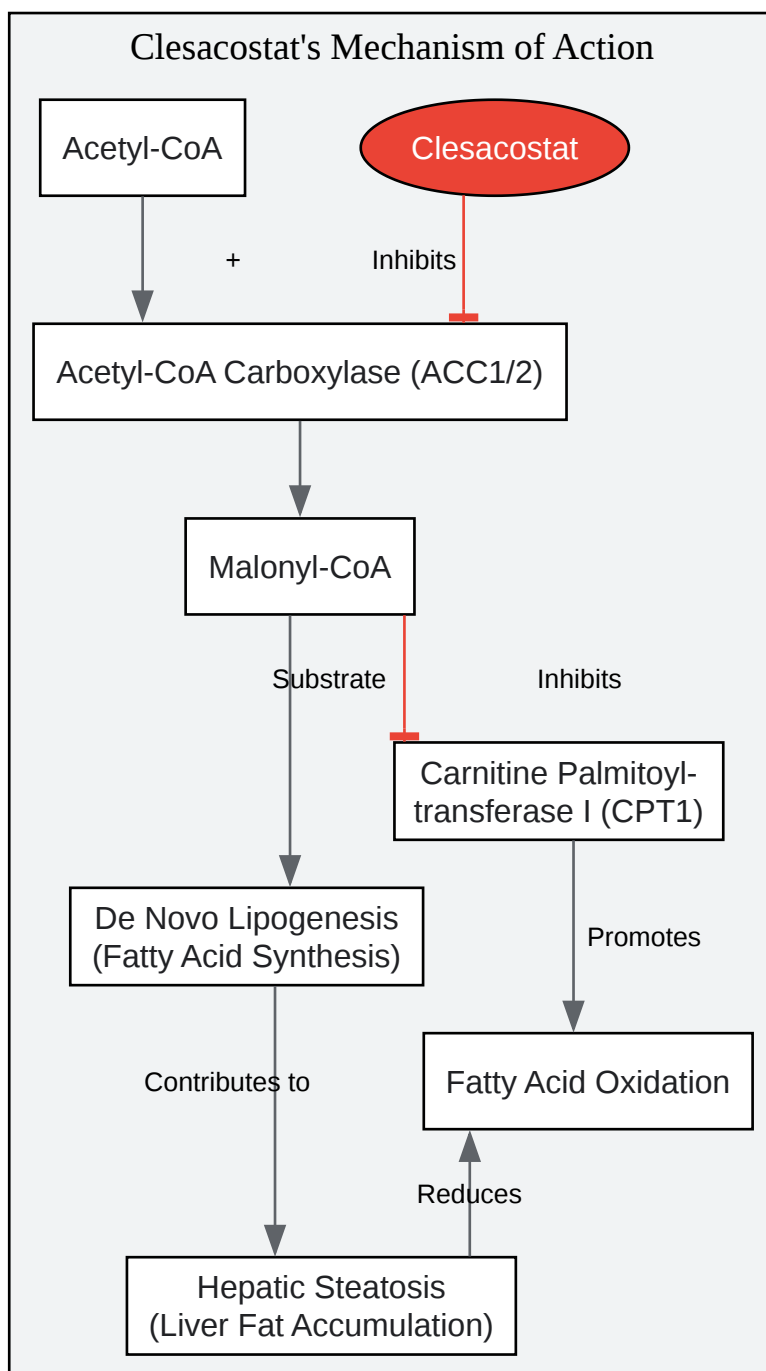 Clesacostat's Mechanism of Action
Acetyl-CoA
Clesacostat
+
Inhibits
Acetyl-CoA Carboxylase (ACC1/2)
Malonyl-CoA
Substrate
Inhibits
Carnitine Palmitoyl-
transferase I (CPT1)
De Novo Lipogenesis
(Fatty Acid Synthesis)
Promotes
Contributes to
Fatty Acid Oxidation
Reduces
Hepatic Steatosis
(Liver Fat Accumulation)